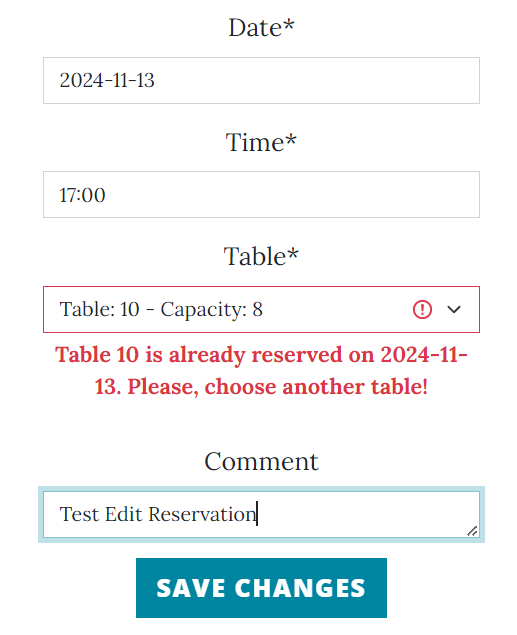 Date*
2024-11-13
Time*
17:00
Table*
Table: 10 - Capacity: 8
Table 10 is already reserved on 2024-11-
13. Please, choose another table!
Comment
Test Edit Reservation
SAVE CHANGES